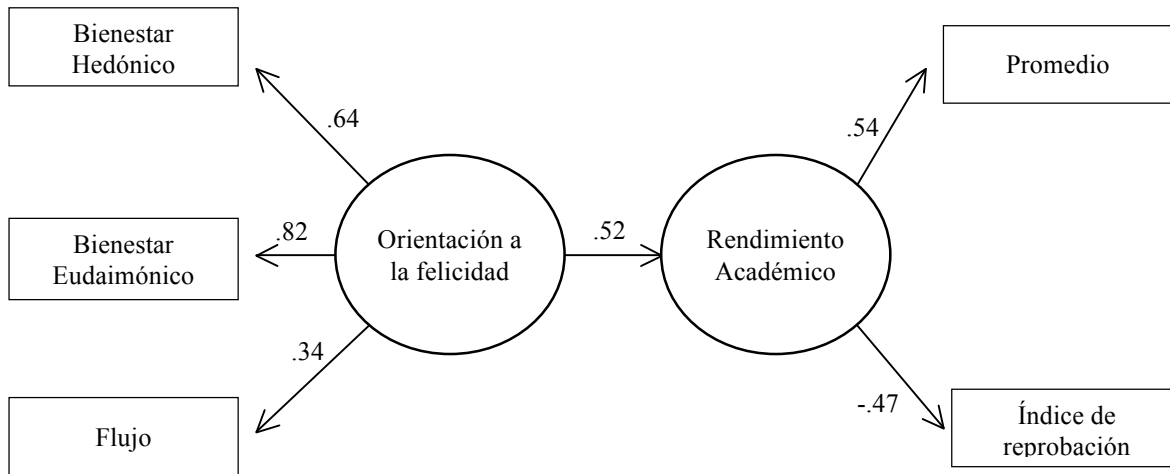 Bienestar
Hedónico
Promedio
.64
.54
Bienestar
Eudaimónico
.82
Orientación a
la felicidad
.52
Rendimiento
Académico
.34
-.47
Flujo
Índice de
reprobación